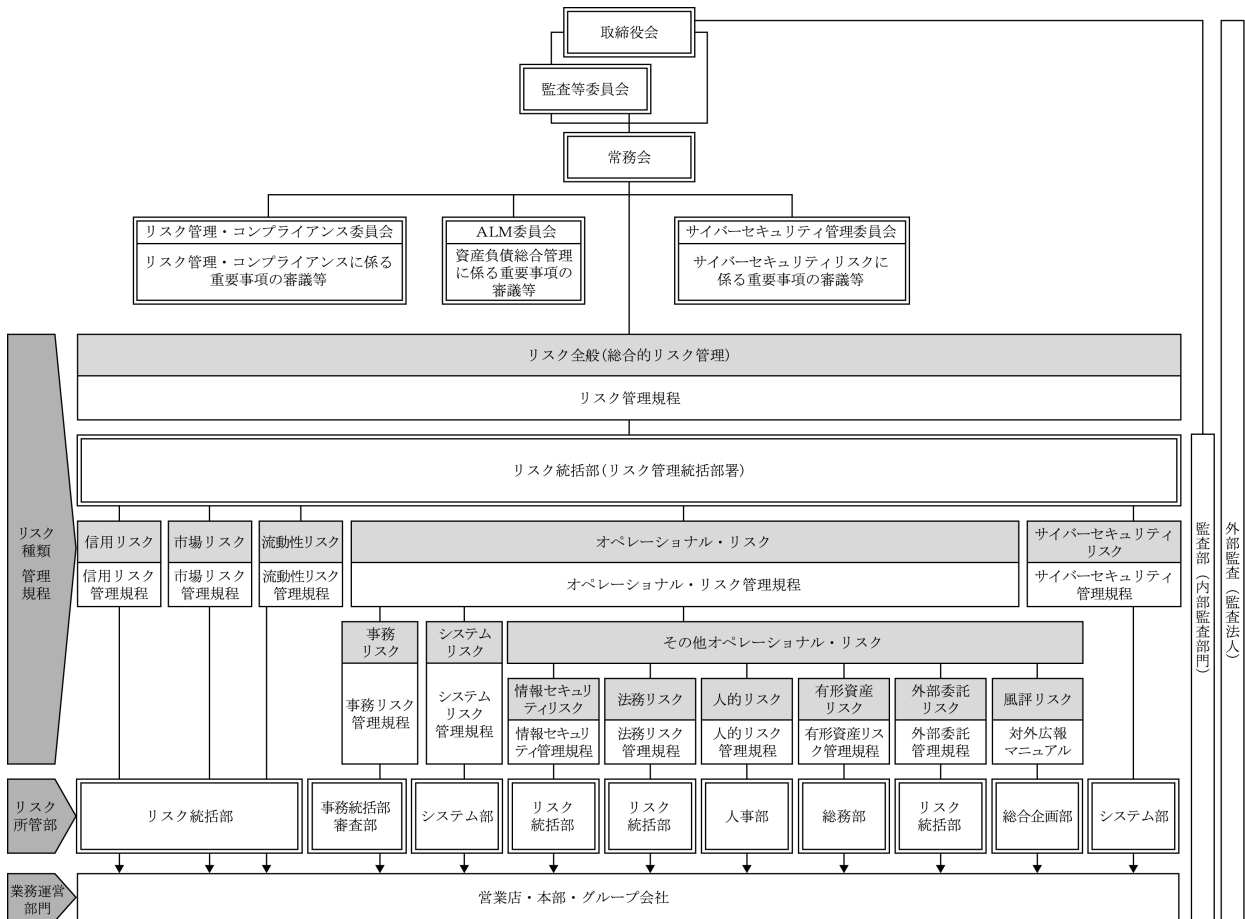 取締役会
監査等委員会
常務会
リスク管理・コンプライアンス委員会
リスク管理・コンプライアンスに係る
重要事項の審議等
ALM委員会
資産負債総合管理
に係る重要事項の
審議等
サイバーセキュリティ管理委員会
サイバーセキュリティリスクに
係る重要事項の審議等
リスク全般(総合的リスク管理)
リスク管理規程
リスク統括部(リスク管理統括部署)
リスク
種類
管理
規程
信用リスク
信用リスク
管理規程
市場リスク
市場リスク
管理規程
流動性リスク
流動性リスク
管理規程
オペレーショナル・リスク
オペレーショナル・リスク管理規程
サイバーセキュリティ
リスク
サイバーセキュリティ
管理規程
事務
リスク
事務リスク
管理規程
システム
リスク
システム
リスク
管理規程
その他オペレーショナル・リスク
情報セキュリ
ティリスク
情報セキュリ
ティ管理規程
法務リスク
法務リスク
管理規程
人的リスク
人的リスク
管理規程
有形資産
リスク
有形資産リス
ク管理規程
外部委託
リスク
外部委託
管理規程
風評リスク
対外広報
マニュアル
リスク
所管部
リスク統括部
事務統括部
審査部
システム部
リスク
統括部
リスク
統括部
人事部
総務部
リスク
統括部
総合企画部
システム部
業務運営
部門
営業店・本部・グループ会社
監査部(内部監査部門)
外部監査(監査法人)